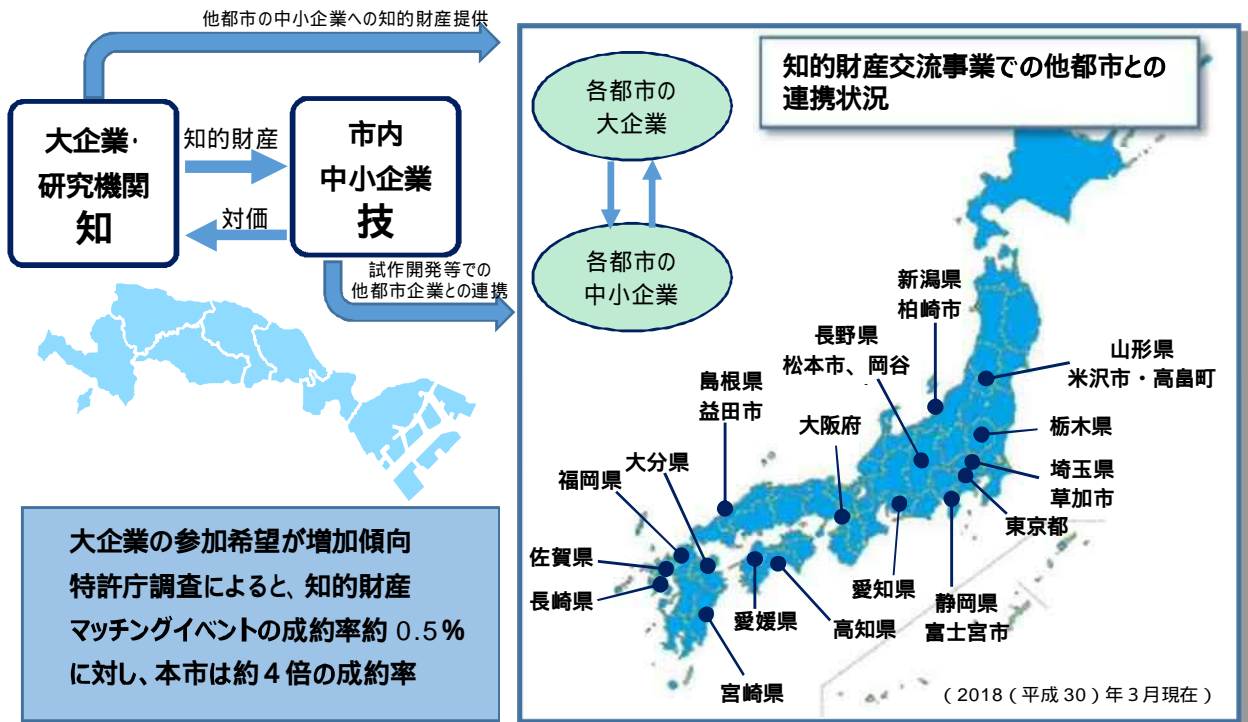 他都市の中小企業への知的財産提供
大企業・
研究機関
知
知的財産
対価
市内
中小企業
技
試作開発等での
他都市企業との連携
大企業の参加希望が増加傾向
特許庁調査によると、知的財産
マッチングイベントの成約率約 0.5%
に対し、本市は約４倍の成約率
知的財産交流事業での他都市との
連携状況
各都市の
大企業
各都市の
中小企業
新潟県
柏崎市
長野県
松本市、岡谷
山形県
米沢市・高畠町
島根県
益田市
大阪府
栃木県
埼玉県
草加市
東京都
大分県
福岡県
佐賀県
長崎県
宮崎県
愛媛県
高知県
愛知県
静岡県
富士宮市
（2018（平成 30）年３月現在）